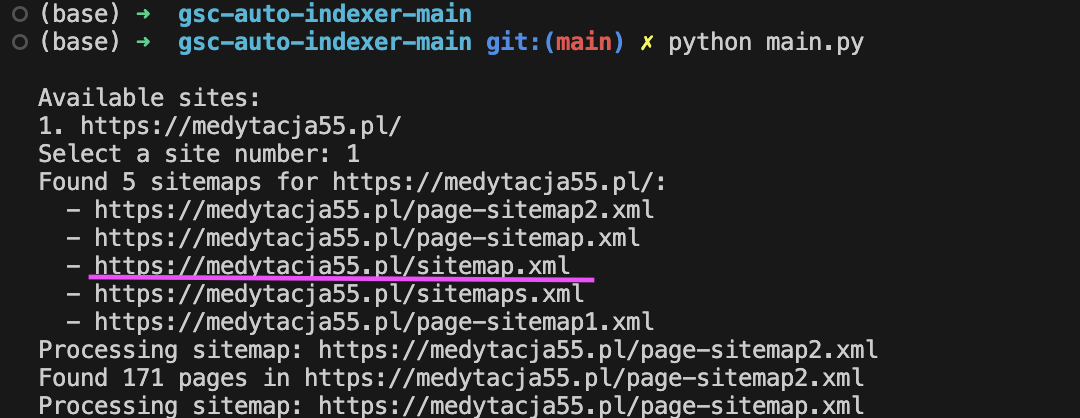 (base) → gsc-auto-indexer-main
(base) → gsc-auto-indexer-main git:(main) ✗ python main.py
Available sites:
1. https://medytacja55.pl/
Select a site number: 1
Found 5 sitemaps for https://medytacja55.pl/:
– https://medytacja55.pl/page-sitemap2.xml
– https://medytacja55.pl/page-sitemap.xml
– https://medytacja55.pl/sitemap.xml
– https://medytacja55.pl/sitemaps.xml
– https://medytacja55.pl/page-sitemap1.xml
Processing sitemap: https://medytacja55.pl/page-sitemap2.xml
Found 171 pages in https://medytacja55.pl/page-sitemap2.xml
Processing sitemap: https://medytacja55.pl/page-sitemap.xml